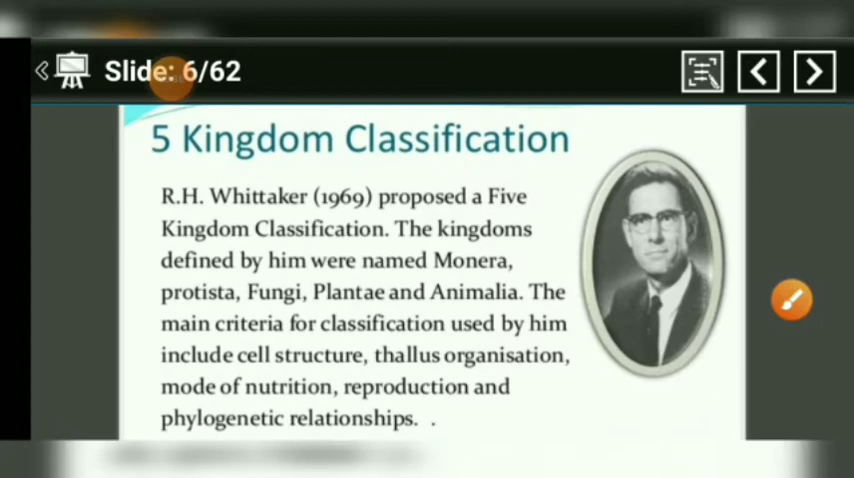 Slide: 6/62
5 Kingdom Classification
R.H. Whittaker (1969) proposed a Five
Kingdom Classification. The kingdoms
defined by him were named Monera,
protista, Fungi, Plantae and Animalia. The
main criteria for classification used by him
include cell structure, thallus organisation,
mode of nutrition, reproduction and
phylogenetic relationships. .